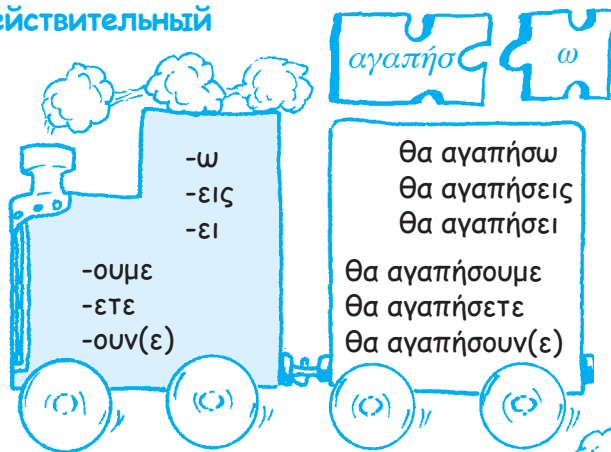 ействительный
αγαπήσ ω
-ω
-εις
-ει
-ουμε
-ετε
-ουν(ε)
θα αγαπήσω
θα αγαπήσεις
θα αγαπήσει
θα αγαπήσουμε
θα αγαπήσετε
θα αγαπήσουν(ε)